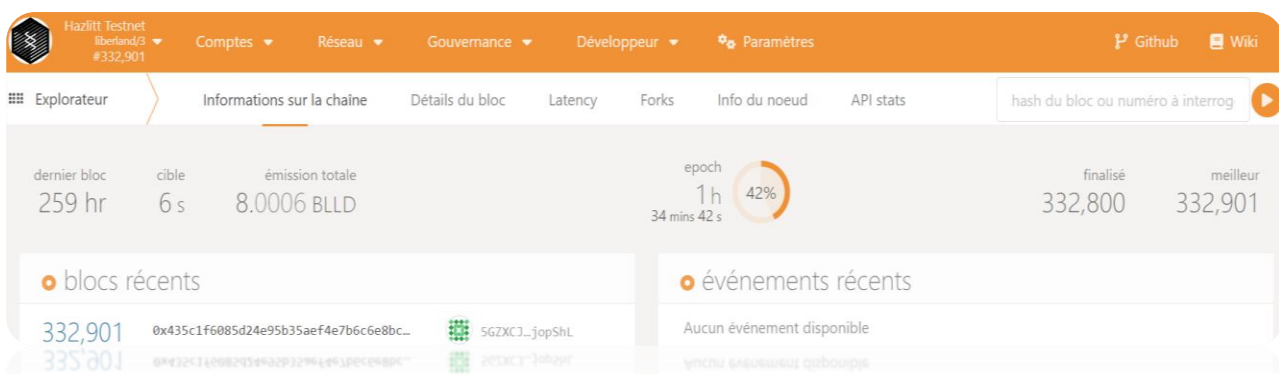 Hazlitt Testnet
liberland/3
#332,901
Comptes Réseau Gouvernance Développeur Paramètres Github Wiki
Explorateur Informations sur la chaîne Détails du bloc Latency Forks Info du noeud API stats hash du bloc ou numéro à interrog
dernier bloc cible émission totale epoch finalisé meilleur
259 hr 6 s 8.0006 BLLD 1 h 42% 332,800 332,901
34 mins 42 s
blocs récents événements récents
332,901 0x435c1f6085d24e95b35aef4e7b6c6e8bc… 5GZXCJ…jopShL Aucun événement disponible